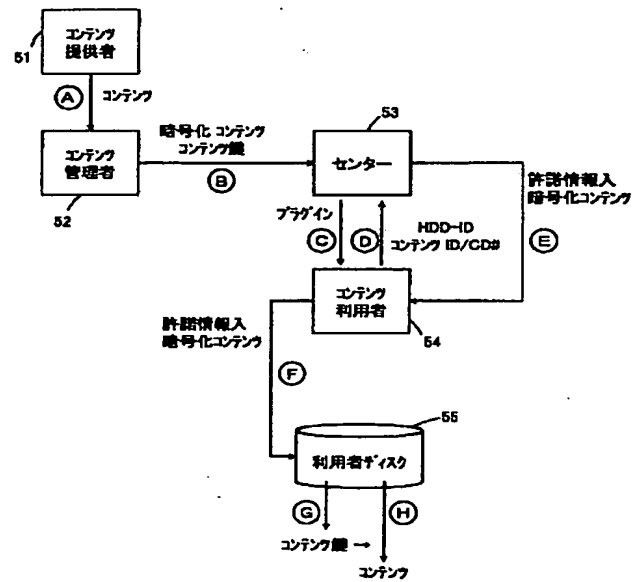 コンテンツ
提供者
51
A
コンテンツ
コンテンツ
管理者
52
暗号化 コンテンツ
コンテンツ鍵
B
53
センター
プラグイン
C
D
HDD-ID
コンテンツ ID/CD#
許諾情報入
暗号化コンテンツ
E
コンテンツ
利用者
54
許諾情報入
暗号化コンテンツ
F
55
利用者ディスク
G
H
コンテンツ鍵 →
コンテンツ